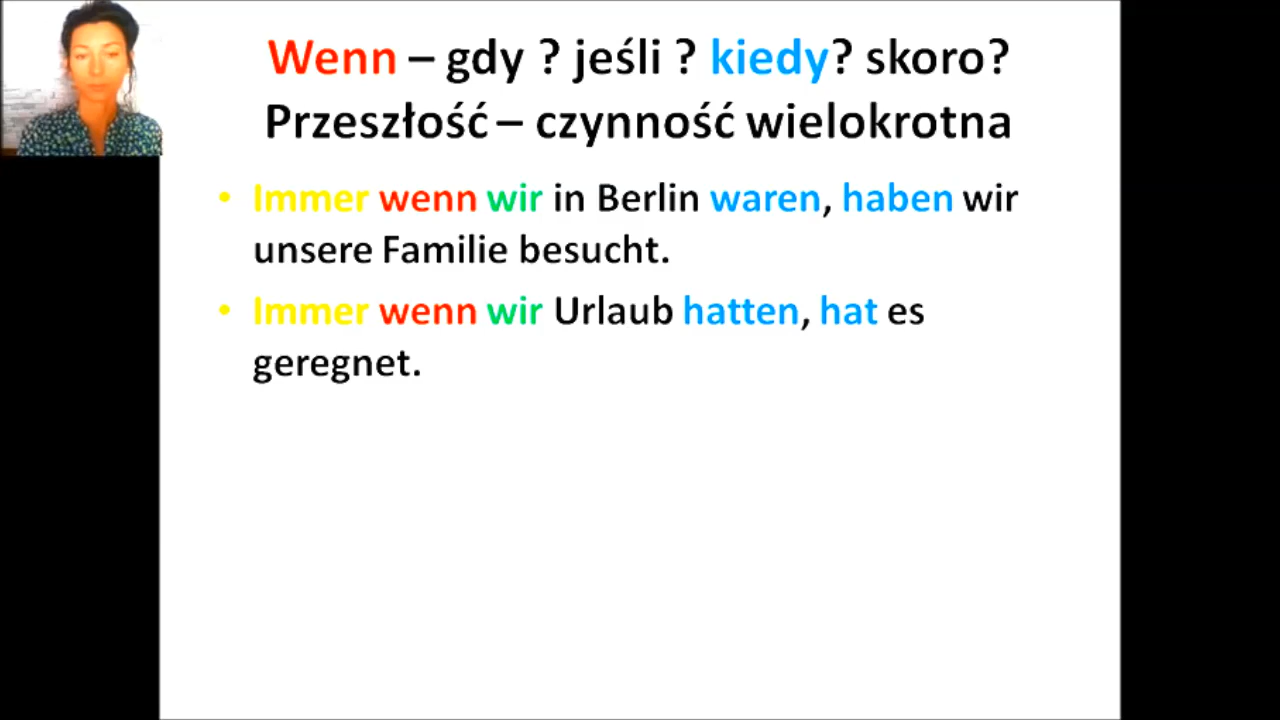 Wenn – gdy ? jeśli ? kiedy? skoro?
Przeszłość – czynność wielokrotna
• Immer wenn wir in Berlin waren, haben wir
unsere Familie besucht.
• Immer wenn wir Urlaub hatten, hat es
geregnet.